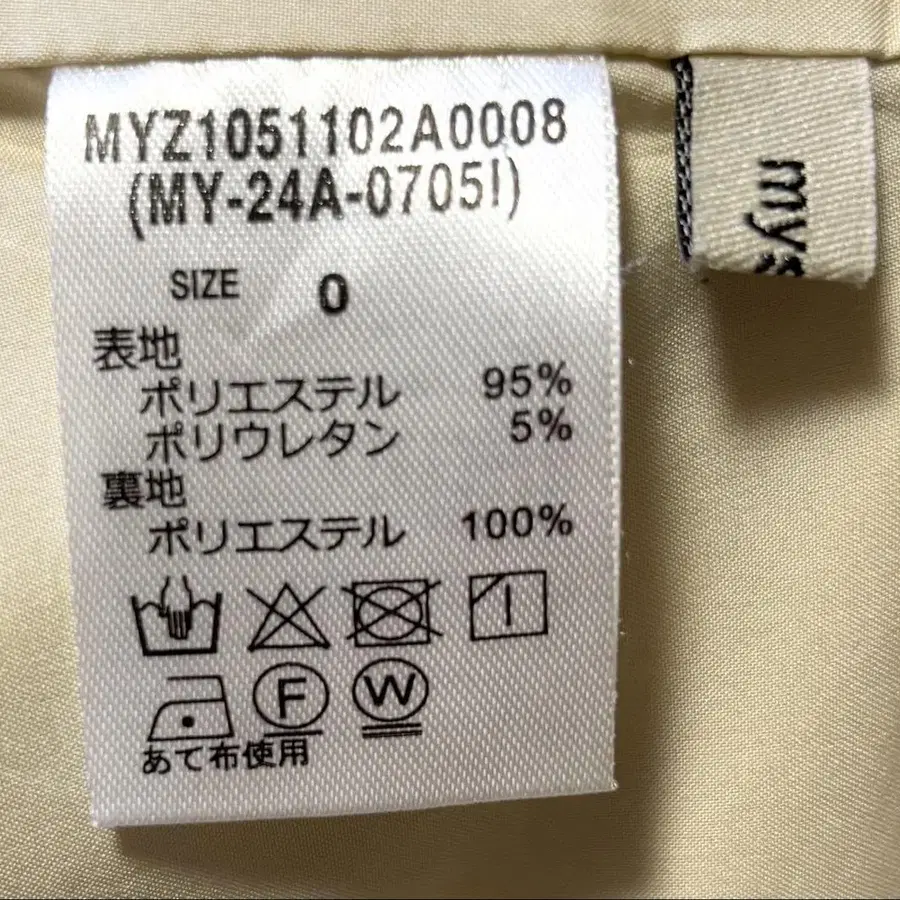 MYZ1051102A0008
(MY-24A-0705I)
SIZE 0
表地
ポリエステル 95%
ポリウレタン 5%
裏地
ポリエステル 100%
F W
あて布使用